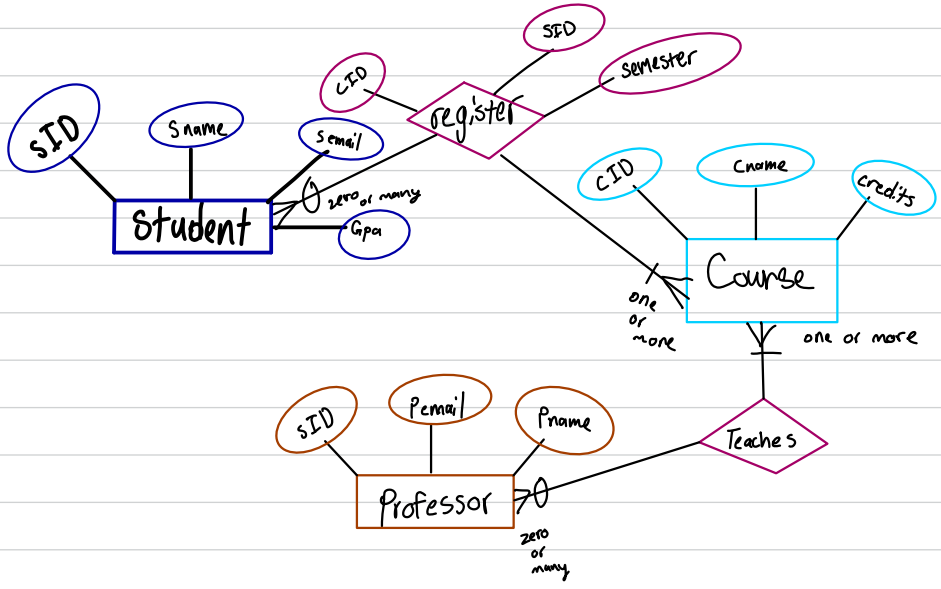 SID
CID
semester
register
SID
Sname
Semail
zero or many
Gpa
Student
CID
Cname
credits
Course
one
or
more
one or more
SID
Pemail
Pname
Teaches
Professor
zero
or
many